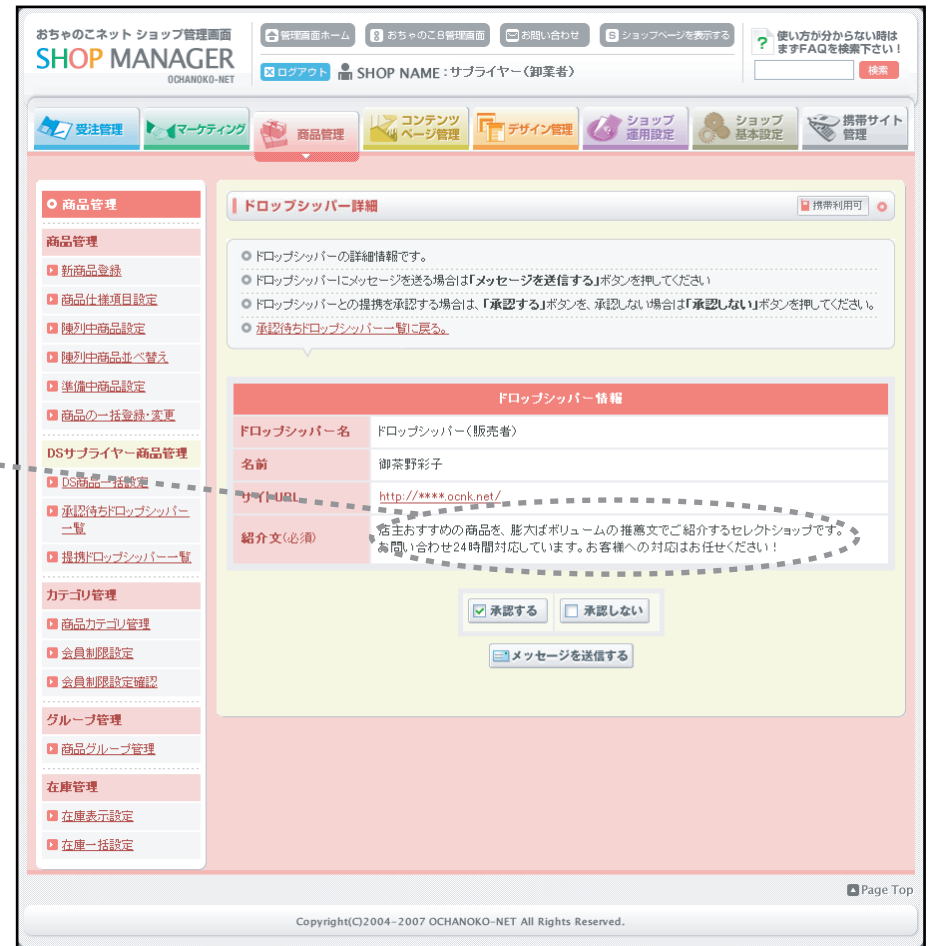 おちゃのこネット ショップ管理画面
SHOP MANAGER
OCHANOKO-NET
管理画面ホーム
おちゃのこB管理画面
お問い合わせ
S ショップページを表示する
ログアウト
SHOP NAME:サプライヤー(卸業者)
? 使い方が分からない時は
まずFAQを検索下さい!
検索
受注管理
マーケティング
商品管理
コンテンツ
ページ管理
デザイン管理
ショップ
運用設定
ショップ
基本設定
携帯サイト
管理
商品管理
商品管理
新商品登録
商品仕様項目設定
陳列中商品設定
陳列中商品並べ替え
準備中商品設定
商品の一括登録・変更
DSサプライヤー商品管理
DS商品一括設定
承認待ちドロップシッパー
一覧
提携ドロップシッパー一覧
カテゴリ管理
商品カテゴリ管理
会員制限設定
会員制限設定確認
グループ管理
商品グループ管理
在庫管理
在庫表示設定
在庫一括設定
ドロップシッパー詳細
携帯利用可
ドロップシッパーの詳細情報です。
ドロップシッパーにメッセージを送る場合は「メッセージを送信する」ボタンを押してください
ドロップシッパーとの提携を承認する場合は、「承認する」ボタンを、承認しない場合は「承認しない」ボタンを押してください。
承認待ちドロップシッパー一覧に戻る。
ドロップシッパー情報
ドロップシッパー名 ドロップシッパー(販売者)
名前 御茶野彩子
サイトURL http://****.ocnk.net/
紹介文(必須) 店主おすすめの商品を、膨大ばボリュームの推薦文でご紹介するセレクトショップです。
お問い合わせ24時間対応しています。お客様への対応はお任せください!
承認する
承認しない
メッセージを送信する
Page Top
Copyright(C)2004-2007 OCHANOKO-NET All Rights Reserved.